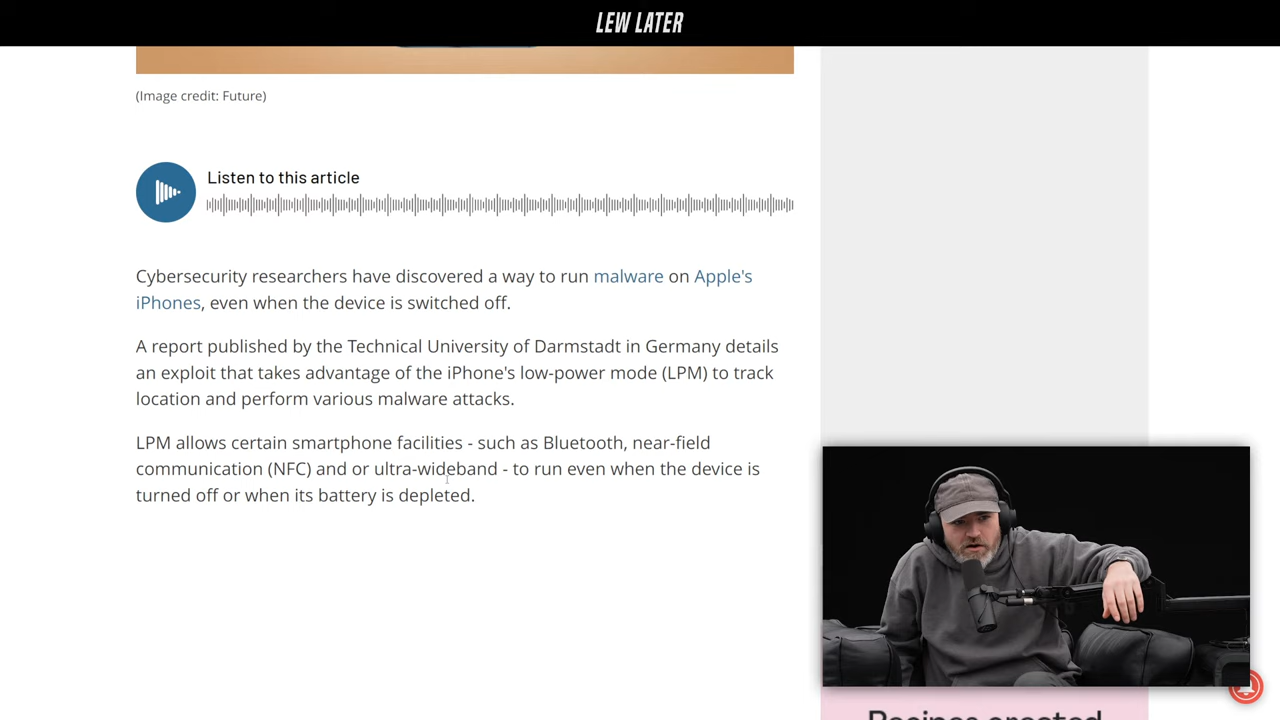 LEW LATER
(Image credit: Future)
Listen to this article
Cybersecurity researchers have discovered a way to run malware on Apple's
iPhones, even when the device is switched off.
A report published by the Technical University of Darmstadt in Germany details
an exploit that takes advantage of the iPhone's low-power mode (LPM) to track
location and perform various malware attacks.
LPM allows certain smartphone facilities - such as Bluetooth, near-field
communication (NFC) and or ultra-wideband - to run even when the device is
turned off or when its battery is depleted.
Recipes created